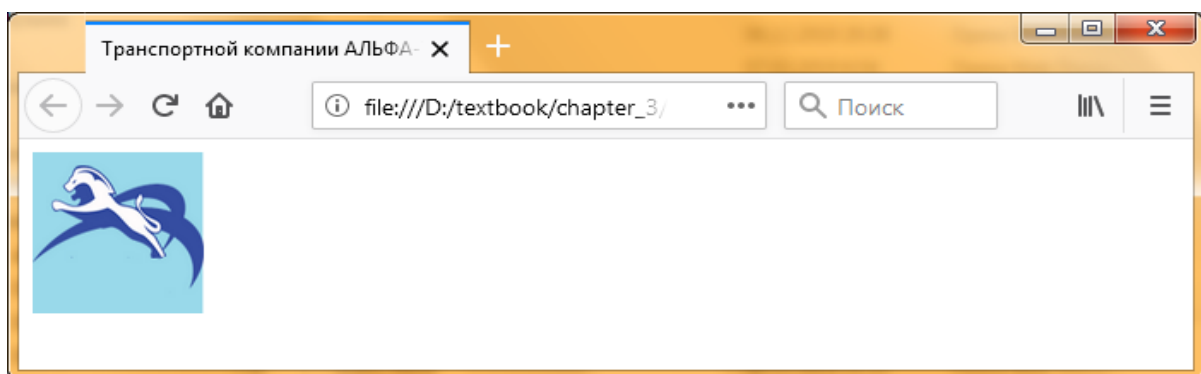 Транспортной компании АЛЬФА-
file:///D:/textbook/chapter_3/
Поиск